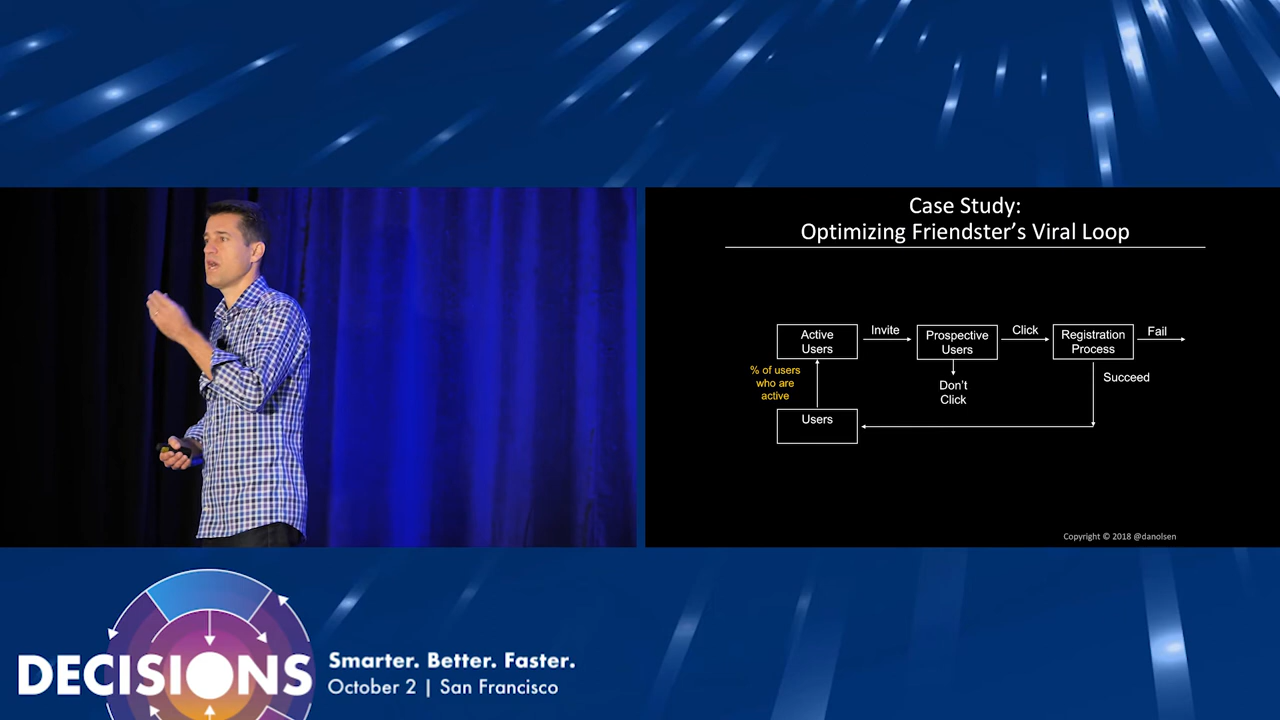 Case Study:
Optimizing Friendster's Viral Loop
Active
Users
Invite
Prospective
Users
Click
Registration
Process
Fail
% of users
who are
active
Don't
Click
Succeed
Users
Copyright © 2018 @danolsen
DECISIONS
Smarter. Better. Faster.
October 2 | San Francisco